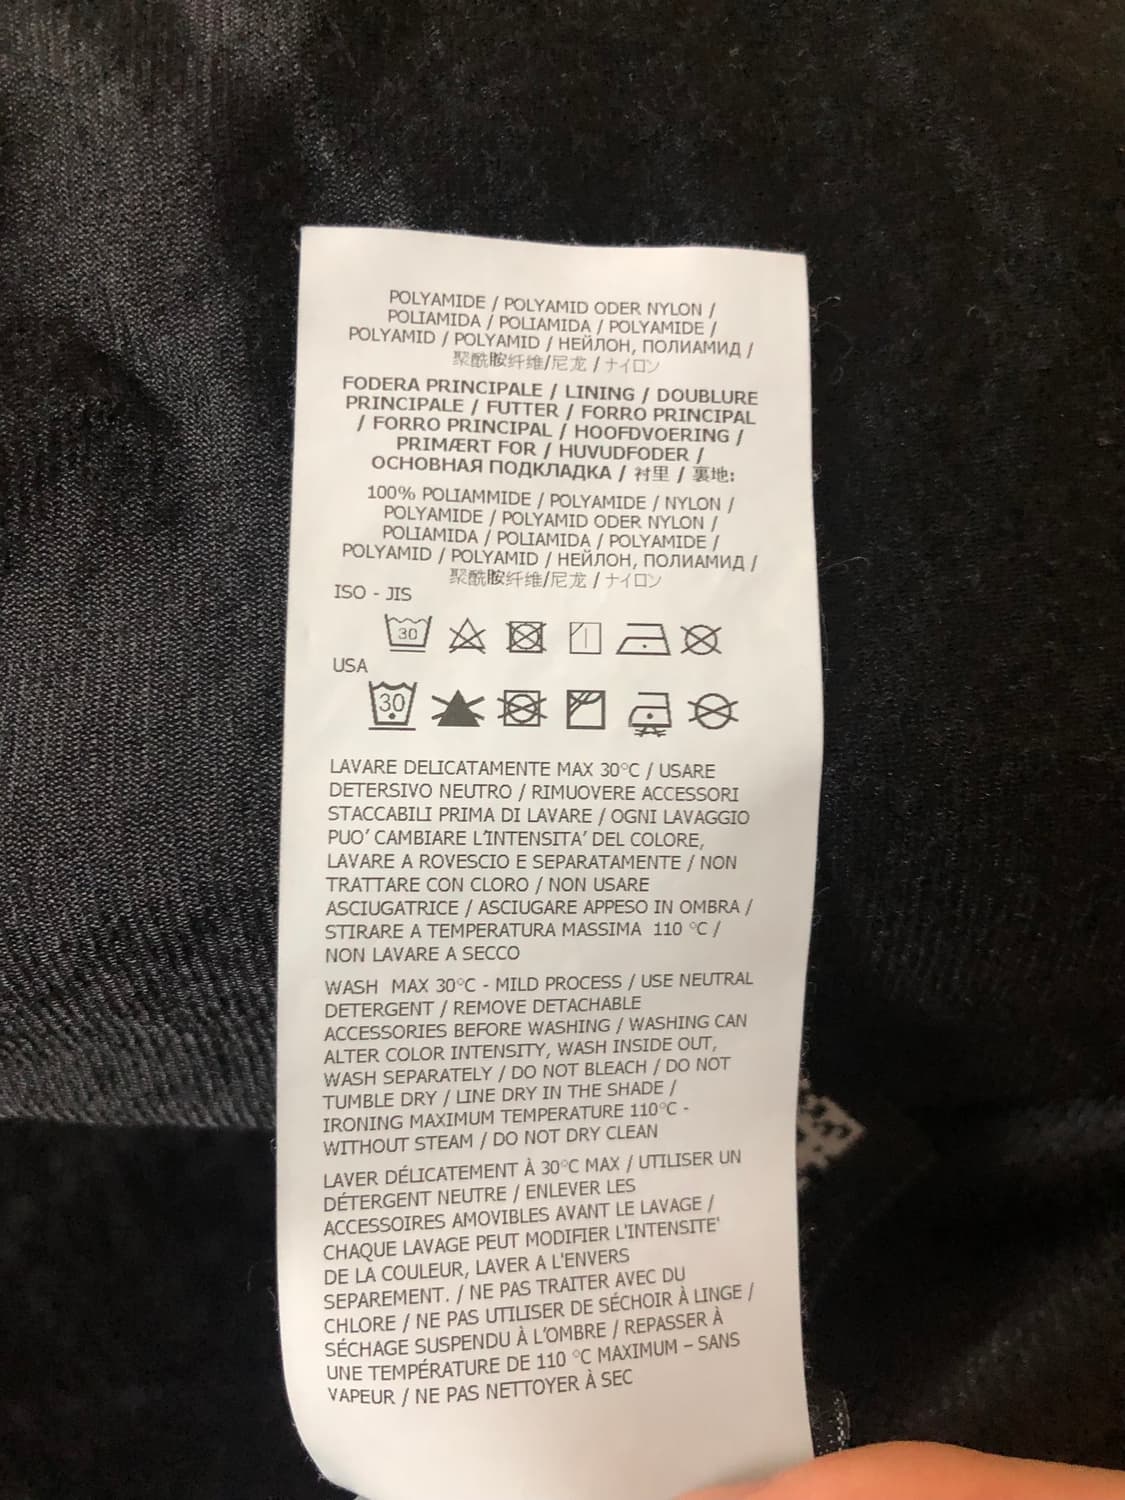 POLYAMIDE / POLYAMID ODER NYLON /
POLIAMIDA / POLIAMIDA / POLYAMIDE /
POLYAMID / POLYAMID / НЕЙЛОН, ПОЛИАМИД /
聚酰胺纤维/尼龙 / ナイロン
FODERA PRINCIPALE / LINING / DOUBLURE
PRINCIPALE / FUTTER / FORRO PRINCIPAL
/ FORRO PRINCIPAL / HOOFDVOERING /
PRIMÆRT FOR / HUVUDFODER /
ОСНОВНАЯ ПОДКЛАДКА / 衬里 / 裏地:
100% POLIAMMIDE / POLYAMIDE / NYLON /
POLYAMIDE / POLYAMID ODER NYLON /
POLIAMIDA / POLIAMIDA / POLYAMIDE /
POLYAMID / POLYAMID / НЕЙЛОН, ПОЛИАМИД /
聚酰胺纤维/尼龙 / ナイロン
ISO - JIS
30
USA
30
LAVARE DELICATAMENTE MAX 30°C / USARE
DETERSIVO NEUTRO / RIMUOVERE ACCESSORI
STACCABILI PRIMA DI LAVARE / OGNI LAVAGGIO
PUO’ CAMBIARE L’INTENSITA’ DEL COLORE,
LAVARE A ROVESCIO E SEPARATAMENTE / NON
TRATTARE CON CLORO / NON USARE
ASCIUGATRICE / ASCIUGARE APPESO IN OMBRA /
STIRARE A TEMPERATURA MASSIMA 110 °C /
NON LAVARE A SECCO
WASH MAX 30°C - MILD PROCESS / USE NEUTRAL
DETERGENT / REMOVE DETACHABLE
ACCESSORIES BEFORE WASHING / WASHING CAN
ALTER COLOR INTENSITY, WASH INSIDE OUT,
WASH SEPARATELY / DO NOT BLEACH / DO NOT
TUMBLE DRY / LINE DRY IN THE SHADE /
IRONING MAXIMUM TEMPERATURE 110°C -
WITHOUT STEAM / DO NOT DRY CLEAN
LAVER DÉLICATEMENT À 30°C MAX / UTILISER UN
DÉTERGENT NEUTRE / ENLEVER LES
ACCESSOIRES AMOVIBLES AVANT LE LAVAGE /
CHAQUE LAVAGE PEUT MODIFIER L'INTENSITE'
DE LA COULEUR, LAVER A L'ENVERS
SEPAREMENT. / NE PAS TRAITER AVEC DU
CHLORE / NE PAS UTILISER DE SÉCHOIR À LINGE /
SÉCHAGE SUSPENDU À L’OMBRE / REPASSER À
UNE TEMPÉRATURE DE 110 °C MAXIMUM – SANS
VAPEUR / NE PAS NETTOYER À SEC